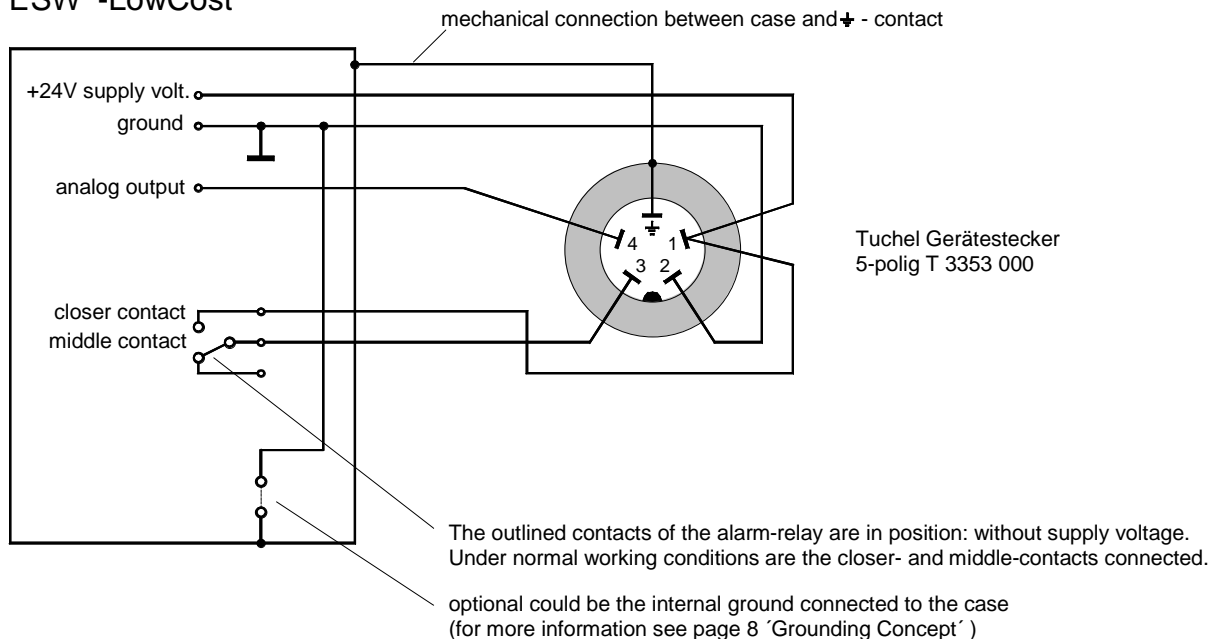 ESW -LowCost
mechanical connection between case and ⏚ - contact
+24V supply volt.
ground
analog output
4 1
3 2
Tuchel Gerätestecker
5-polig T 3353 000
closer contact
middle contact
The outlined contacts of the alarm-relay are in position: without supply voltage.
Under normal working conditions are the closer- and middle-contacts connected.
optional could be the internal ground connected to the case
(for more information see page 8 ´Grounding Concept´ )